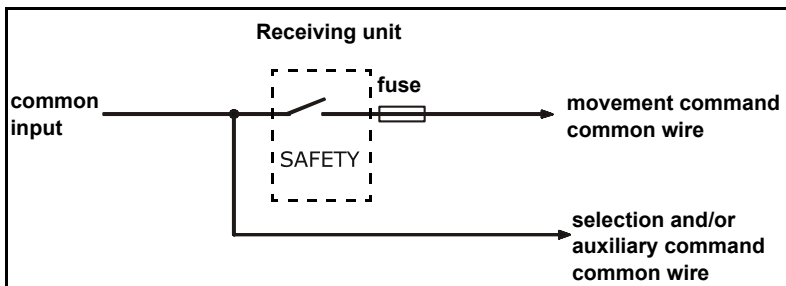 Receiving unit
fuse
common
input
SAFETY
movement command
common wire
selection and/or
auxiliary command
common wire